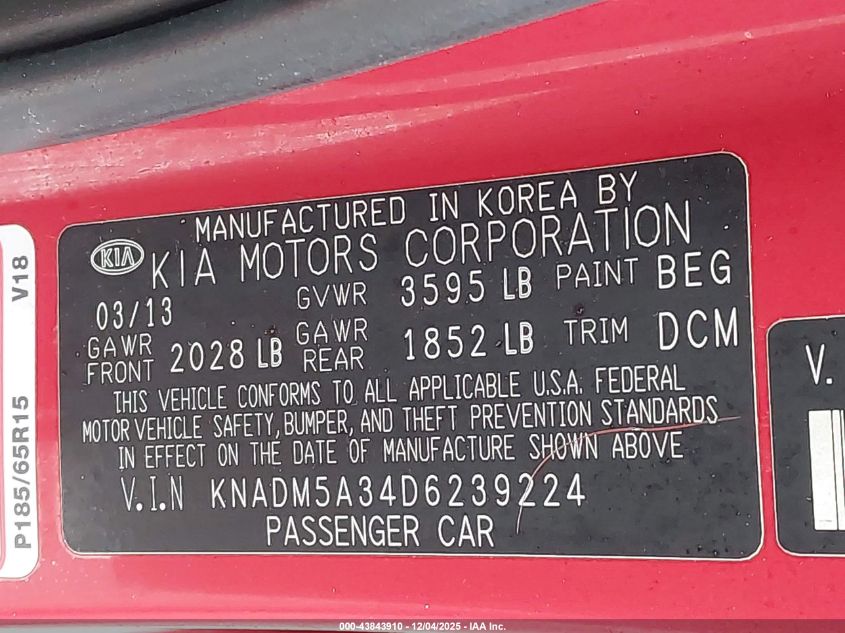 MANUFACTURED IN KOREA BY
KIA KIA MOTORS CORPORATION
03/13 GVWR 3595 LB PAINT BEG
GAWR FRONT 2028 LB GAWR REAR 1852 LB TRIM DCM
THIS VEHICLE CONFORMS TO ALL APPLICABLE U.S.A. FEDERAL
MOTOR VEHICLE SAFETY, BUMPER, AND THEFT PREVENTION STANDARDS
IN EFFECT ON THE DATE OF MANUFACTURE SHOWN ABOVE
V.I.N KNADM5A34D6239224
PASSENGER CAR
P185/65R15 V18
V.
000-43843910 - 12/04/2025 - IAA Inc.